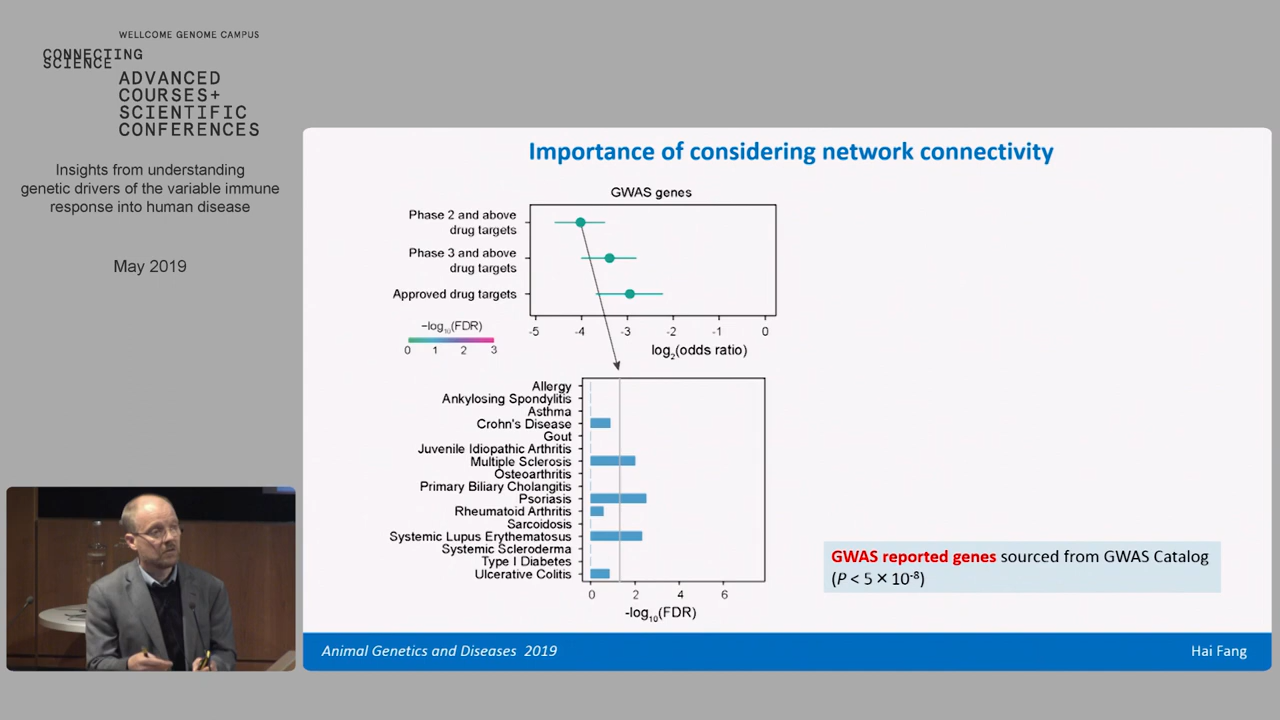 WELLCOME GENOME CAMPUS
CONNECTING
SCIENCE
ADVANCED
COURSES+
SCIENTIFIC
CONFERENCES
Insights from understanding
genetic drivers of the variable immune
response into human disease
May 2019
Importance of considering network connectivity
GWAS genes
Phase 2 and above
drug targets
Phase 3 and above
drug targets
Approved drug targets
−log10(FDR)
0 1 2 3
-5 -4 -3 -2 -1 0
log2(odds ratio)
Allergy
Ankylosing Spondylitis
Asthma
Crohn's Disease
Gout
Juvenile Idiopathic Arthritis
Multiple Sclerosis
Osteoarthritis
Primary Biliary Cholangitis
Psoriasis
Rheumatoid Arthritis
Sarcoidosis
Systemic Lupus Erythematosus
Systemic Scleroderma
Type I Diabetes
Ulcerative Colitis
0 2 4 6
-log10(FDR)
GWAS reported genes sourced from GWAS Catalog
(P < 5 × 10-8)
Animal Genetics and Diseases 2019
Hai Fang